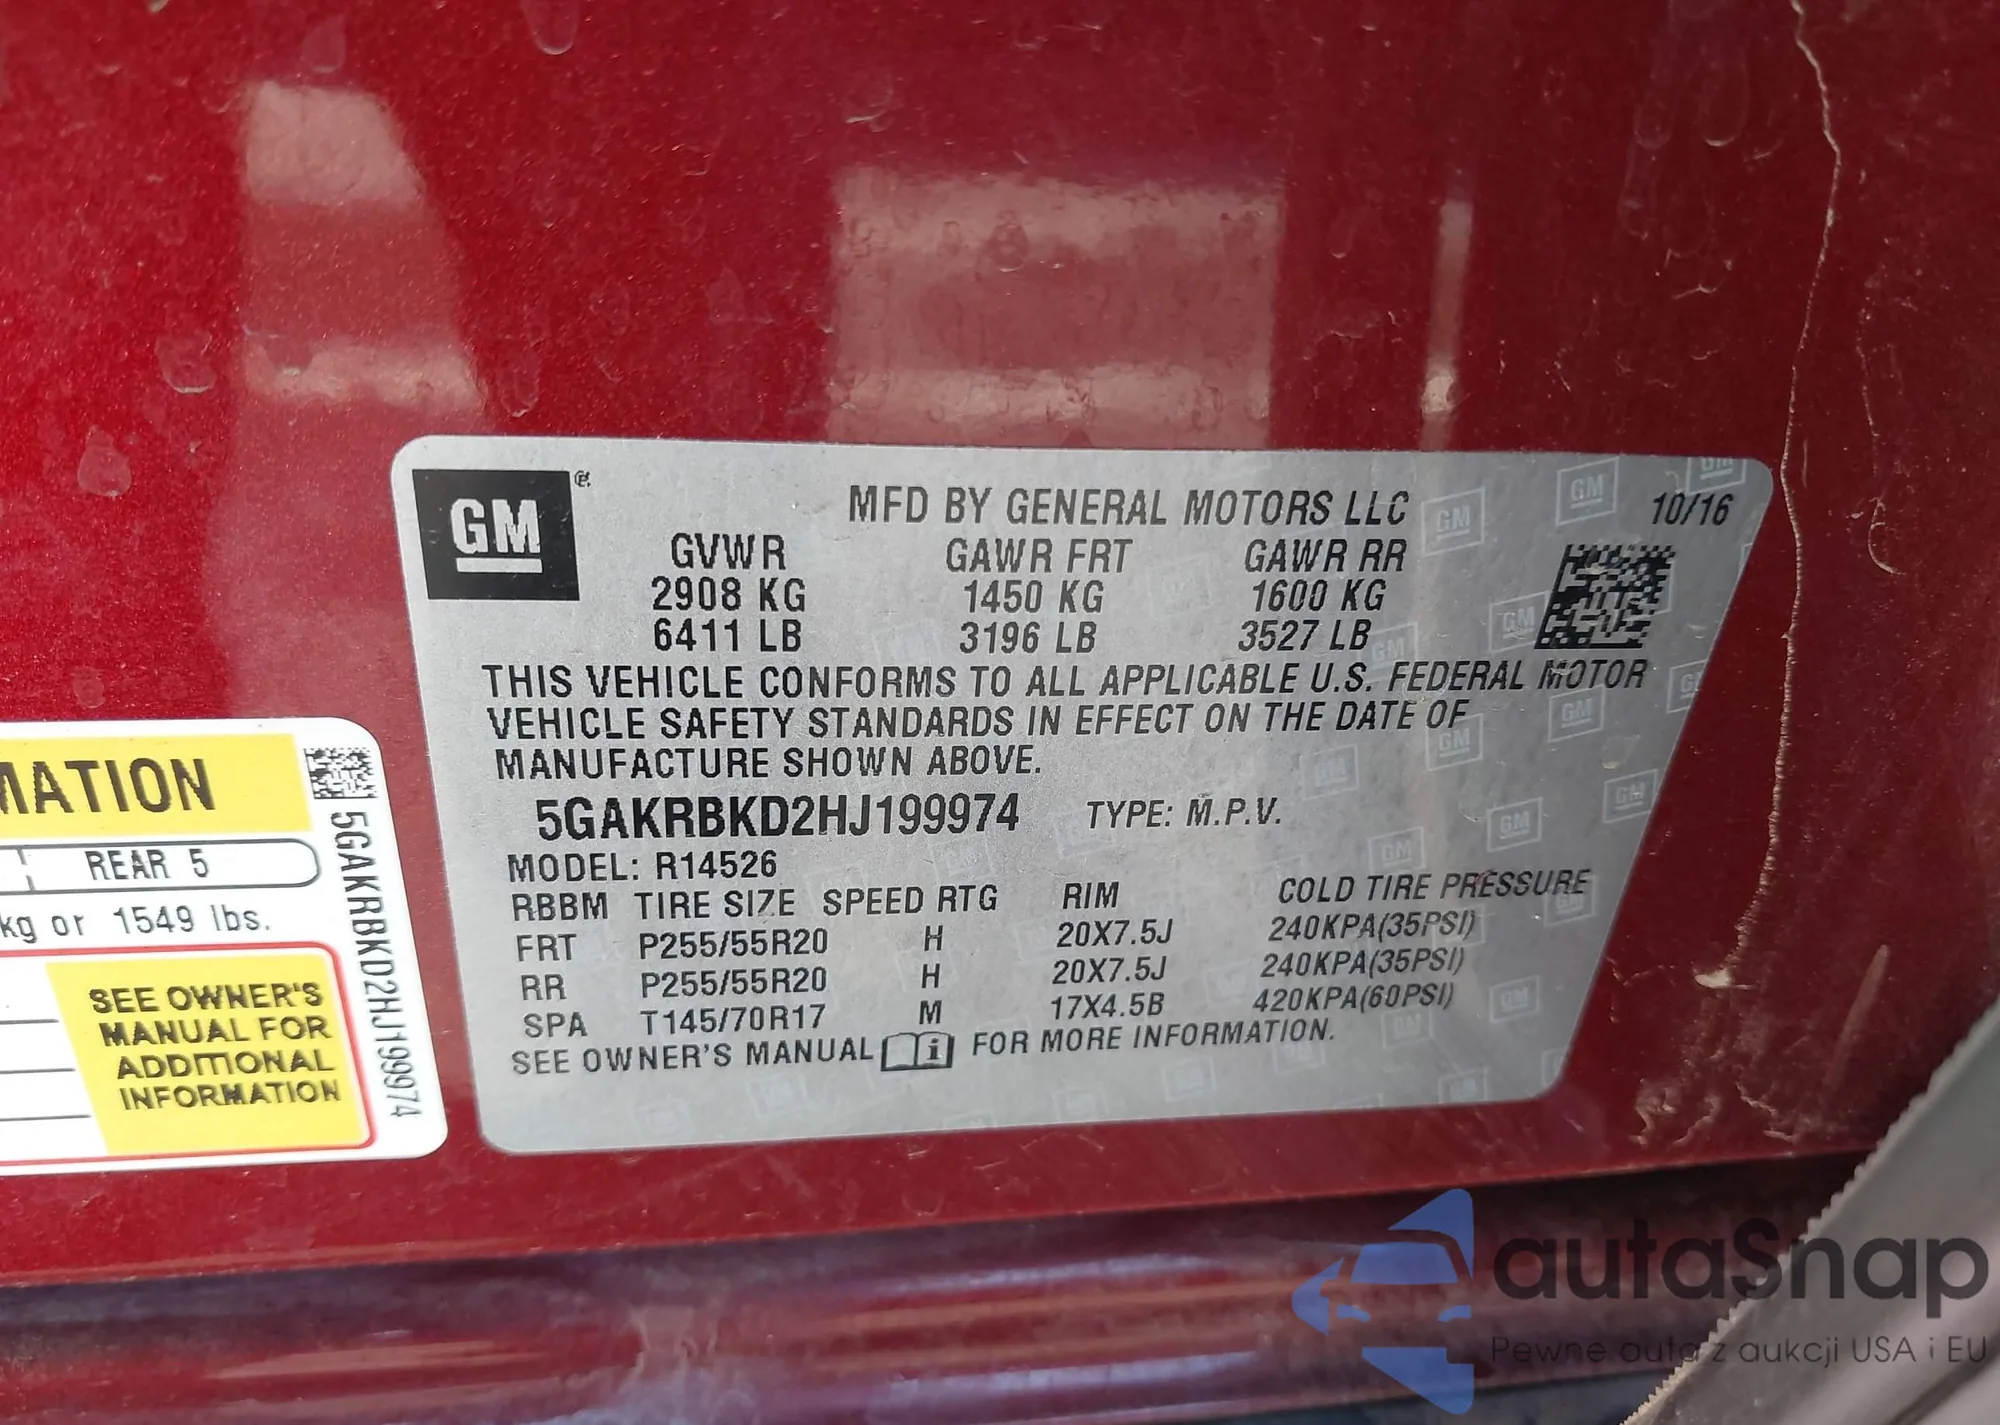 GM
MFD BY GENERAL MOTORS LLC 10/16
GVWR GAWR FRT GAWR RR
2908 KG 1450 KG 1600 KG
6411 LB 3196 LB 3527 LB
THIS VEHICLE CONFORMS TO ALL APPLICABLE U.S. FEDERAL MOTOR
VEHICLE SAFETY STANDARDS IN EFFECT ON THE DATE OF
MANUFACTURE SHOWN ABOVE.
5GAKRBKD2HJ199974 TYPE: M.P.V.
MODEL: R14526
RBBM TIRE SIZE SPEED RTG RIM COLD TIRE PRESSURE
FRT P255/55R20 H 20X7.5J 240KPA(35PSI)
RR P255/55R20 H 20X7.5J 240KPA(35PSI)
SPA T145/70R17 M 17X4.5B 420KPA(60PSI)
SEE OWNER'S MANUAL FOR MORE INFORMATION.
MATION
REAR 5
kg or 1549 lbs.
SEE OWNER'S
MANUAL FOR
ADDITIONAL
INFORMATION
5GAKRBKD2HJ199974
autaSnap
Pewne auta z aukcji USA i EU